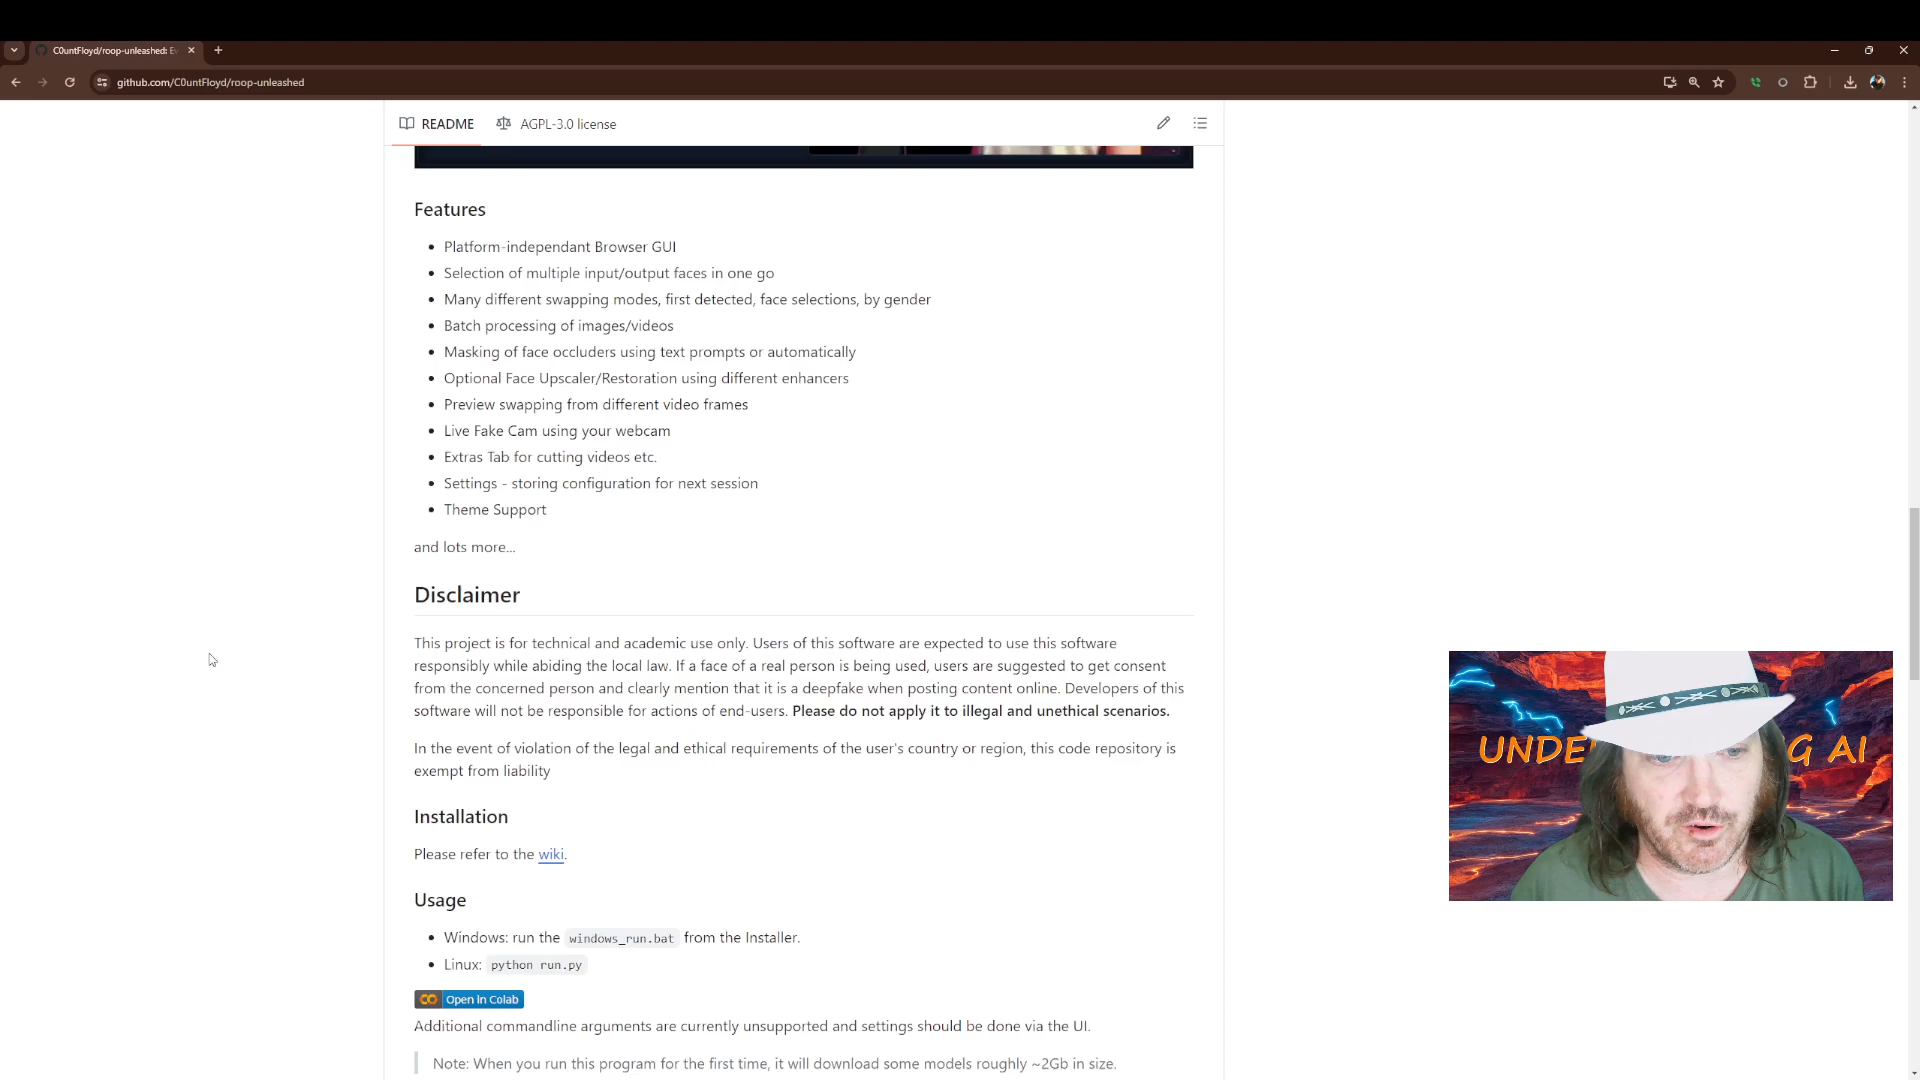 C0untFloyd/roop-unleashed: Ev
github.com/C0untFloyd/roop-unleashed
README
AGPL-3.0 license
Features
Platform-independant Browser GUI
Selection of multiple input/output faces in one go
Many different swapping modes, first detected, face selections, by gender
Batch processing of images/videos
Masking of face occluders using text prompts or automatically
Optional Face Upscaler/Restoration using different enhancers
Preview swapping from different video frames
Live Fake Cam using your webcam
Extras Tab for cutting videos etc.
Settings - storing configuration for next session
Theme Support
and lots more...
Disclaimer
This project is for technical and academic use only. Users of this software are expected to use this software
responsibly while abiding the local law. If a face of a real person is being used, users are suggested to get consent
from the concerned person and clearly mention that it is a deepfake when posting content online. Developers of this
software will not be responsible for actions of end-users. Please do not apply it to illegal and unethical scenarios.
In the event of violation of the legal and ethical requirements of the user's country or region, this code repository is
exempt from liability
Installation
Please refer to the wiki.
Usage
Windows: run the windows_run.bat from the Installer.
Linux: python run.py
Open in Colab
Additional commandline arguments are currently unsupported and settings should be done via the UI.
Note: When you run this program for the first time, it will download some models roughly ~2Gb in size.
UNDE G AI